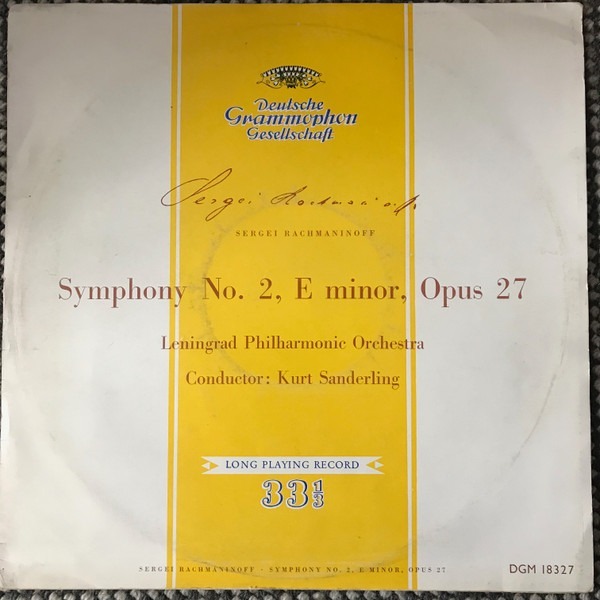 Deutsche
Grammophon
Gesellschaft
Sergei Rachmaninoff
SERGEI RACHMANINOFF
Symphony No. 2, E minor, Opus 27
Leningrad Philharmonic Orchestra
Conductor: Kurt Sanderling
LONG PLAYING RECORD
33⅓
SERGEI RACHMANINOFF · SYMPHONY NO. 2, E MINOR, OPUS 27
DGM 18327